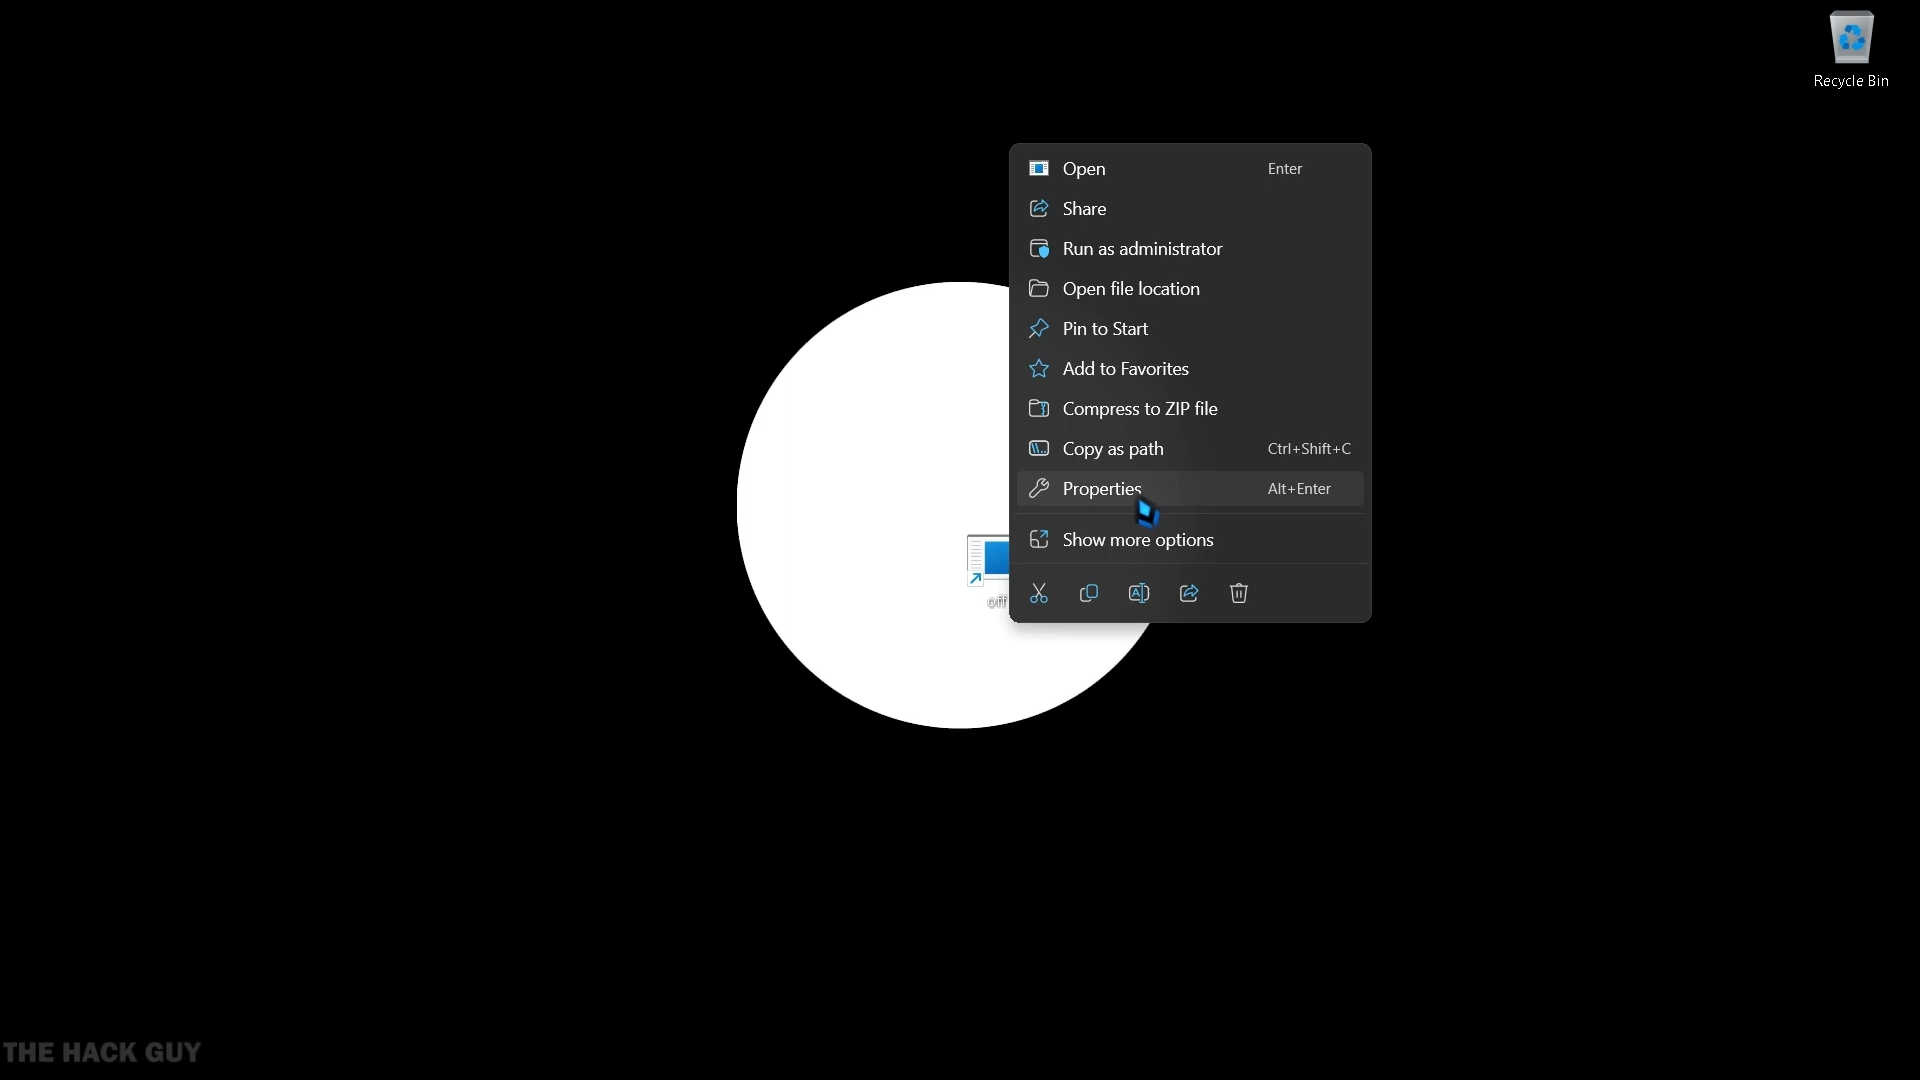 Recycle Bin
Open Enter
Share
Run as administrator
Open file location
Pin to Start
Add to Favorites
Compress to ZIP file
Copy as path Ctrl+Shift+C
Properties Alt+Enter
Show more options
off
THE HACK GUY